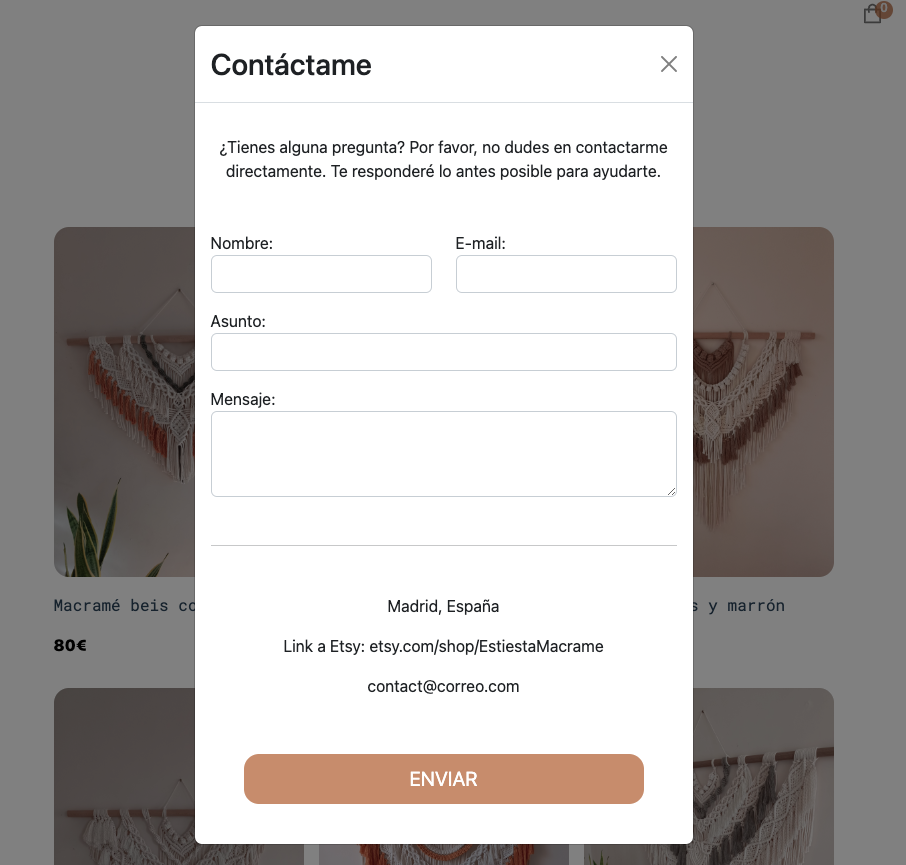 0
Contáctame
¿Tienes alguna pregunta? Por favor, no dudes en contactarme
directamente. Te responderé lo antes posible para ayudarte.
Nombre:
E-mail:
Asunto:
Mensaje:
Macramé beis
y marrón
80€
Madrid, España
Link a Etsy: etsy.com/shop/EstiestaMacrame
contact@correo.com
ENVIAR